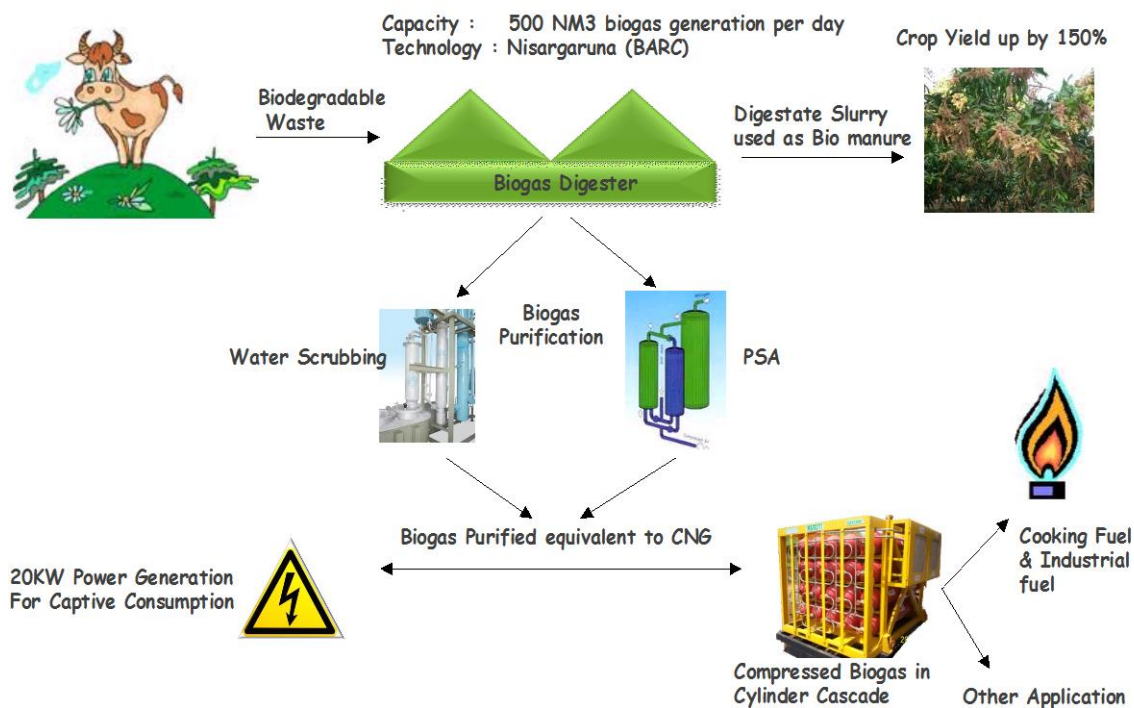 Capacity : 500 NM3 biogas generation per day
Technology : Nisargaruna (BARC)
Crop Yield up by 150%
Biodegradable
Waste
Digestate Slurry
used as Bio manure
Biogas Digester
Biogas
Purification
Water Scrubbing
PSA
Biogas Purified equivalent to CNG
20KW Power Generation
For Captive Consumption
Cooking Fuel
& Industrial
fuel
Compressed Biogas in
Cylinder Cascade
Other Application